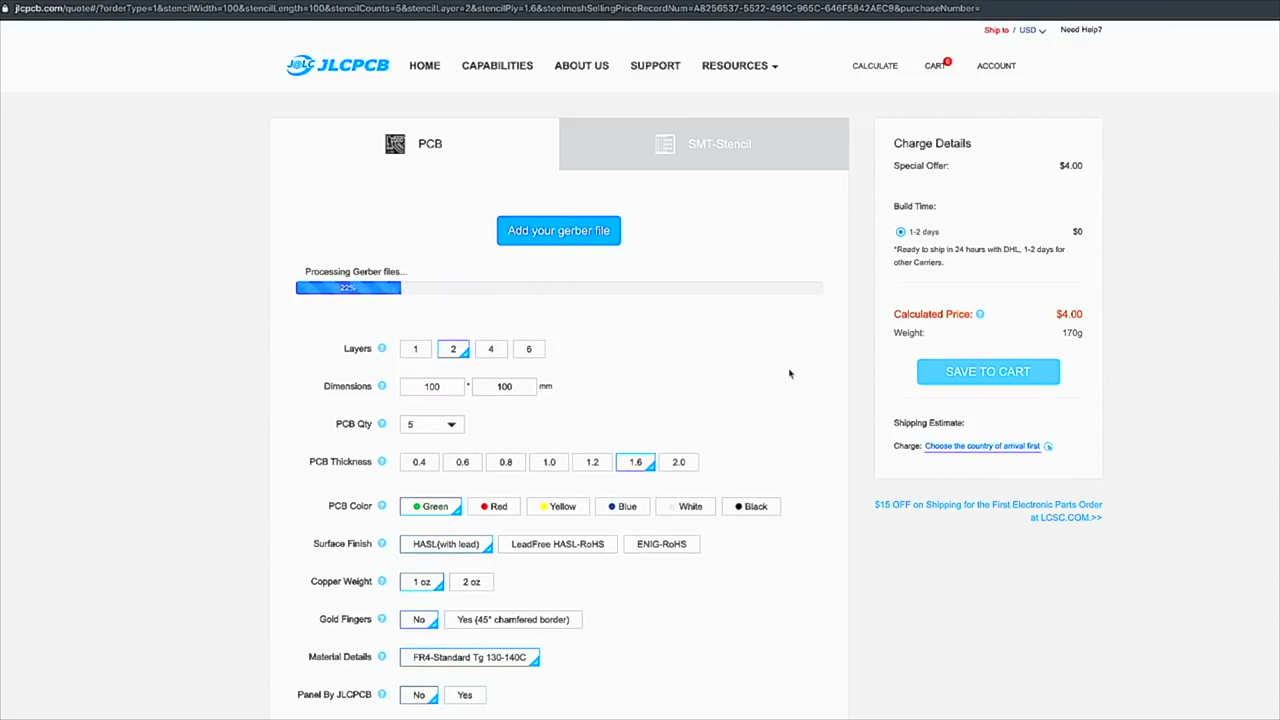 jlcpcb.com/quote#/?orderType=1&stencilWidth=100&stencilLength=100&stencilCounts=5&stencilLayer=2&stencilPly=1.6&steelmeshSellingPriceRecordNum=A8256537-5522-491C-965C-646F5842AEC9&purchaseNumber=
Ship to / USD Need Help?
J@LC JLCPCB HOME CAPABILITIES ABOUT US SUPPORT RESOURCES CALCULATE CART 0 ACCOUNT
PCB SMT-Stencil
Add your gerber file
Processing Gerber files...
22%
Layers ? 1 2 4 6
Dimensions ? 100 * 100 mm
PCB Qty ? 5
PCB Thickness ? 0.4 0.6 0.8 1.0 1.2 1.6 2.0
PCB Color ? Green Red Yellow Blue White Black
Surface Finish ? HASL(with lead) LeadFree HASL-RoHS ENIG-RoHS
Copper Weight ? 1 oz 2 oz
Gold Fingers ? No Yes (45° chamfered border)
Material Details ? FR4-Standard Tg 130-140C
Panel By JLCPCB ? No Yes
Charge Details
Special Offer: $4.00
Build Time:
1-2 days $0
*Ready to ship in 24 hours with DHL, 1-2 days for
other Carriers.
Calculated Price: ? $4.00
Weight: 170g
SAVE TO CART
Shipping Estimate:
Charge: Choose the country of arrival first
$15 OFF on Shipping for the First Electronic Parts Order
at LCSC.COM.>>